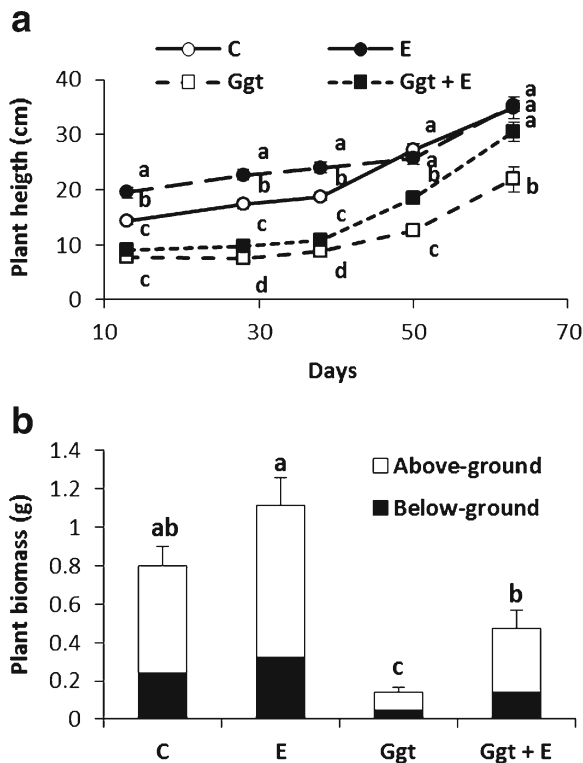 a
C E
Ggt Ggt + E
Plant heigth (cm)
40
30
20
10
0
a a a a a
b b b a a
c c c b a
c d d c b
10 30 50 70
Days
b
Plant biomass (g)
1.4
1.2
1
0.8
0.6
0.4
0.2
0
Above-ground
Below-ground
ab a c b
C E Ggt Ggt + E